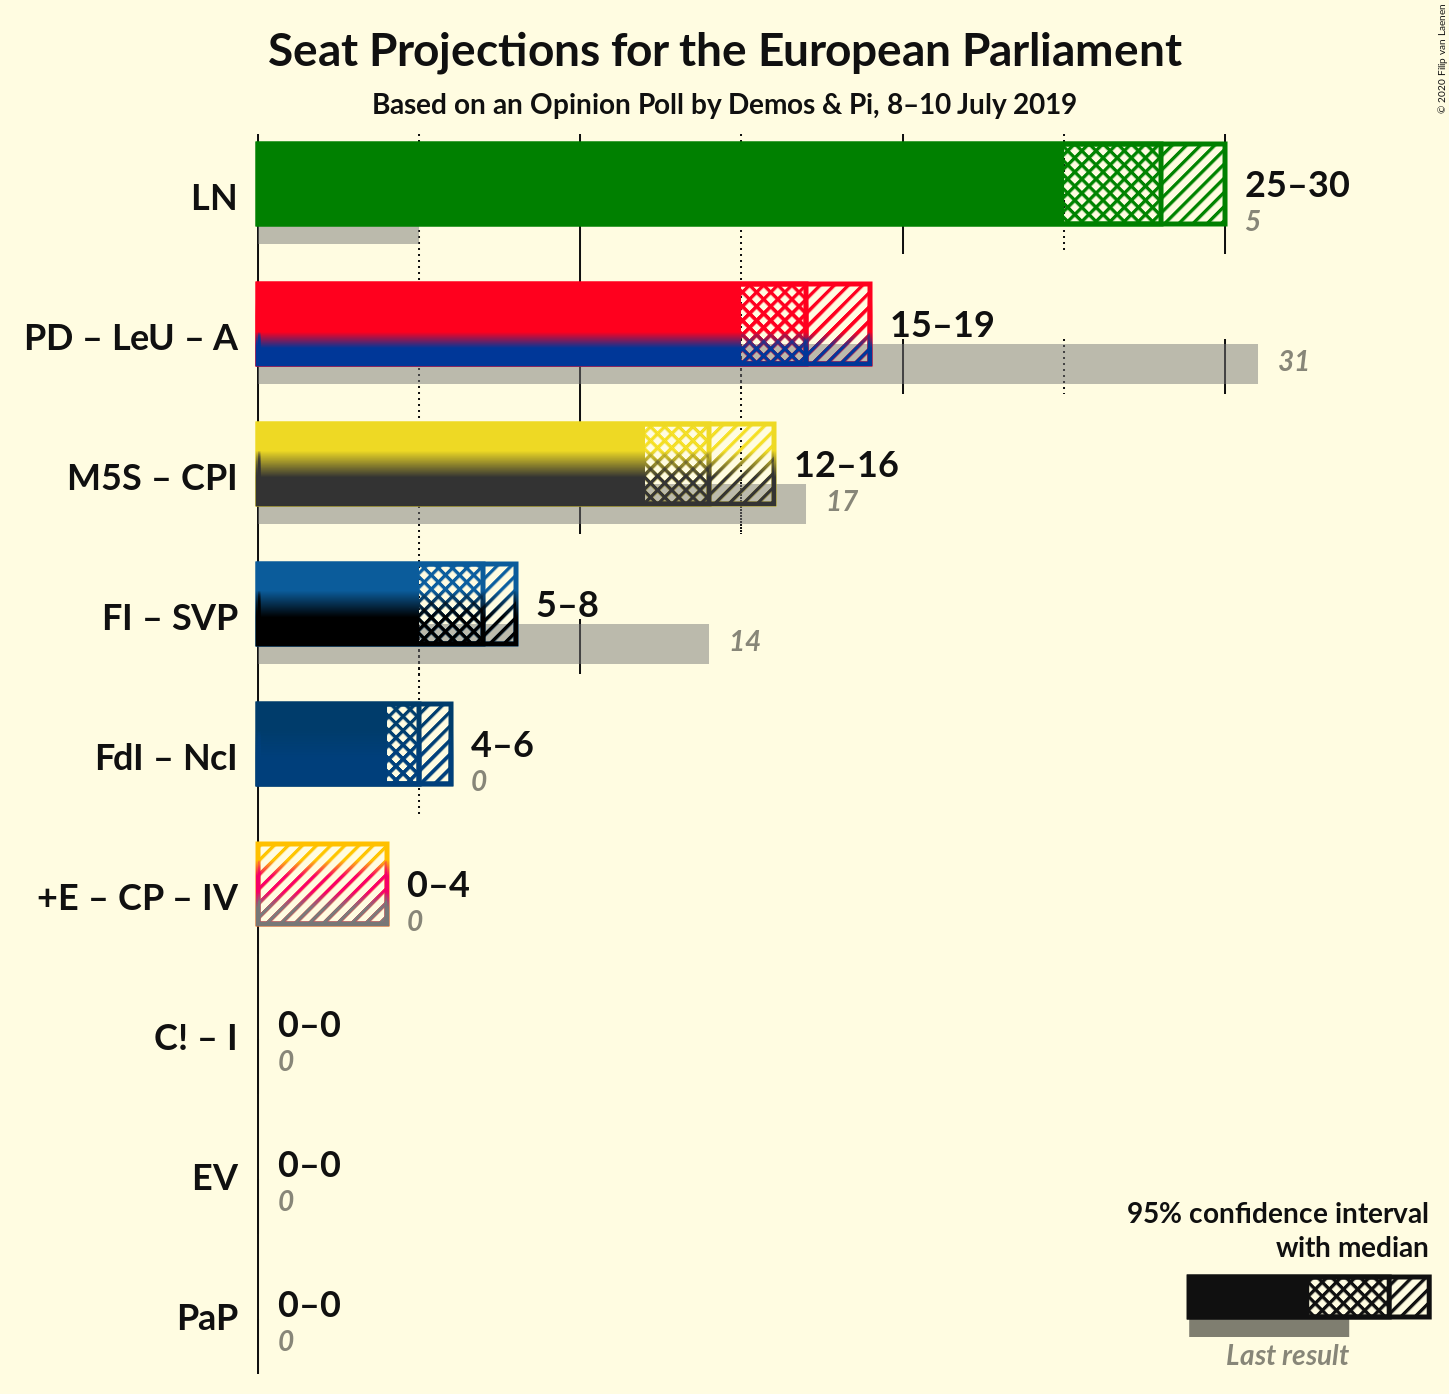 Seat Projections for the European Parliament
Based on an Opinion Poll by Demos & Pi, 8–10 July 2019
© 2020 Filip van Laenen
LN
25–30
5
PD – LeU – A
15–19
31
M5S – CPI
12–16
17
FI – SVP
5–8
14
FdI – NcI
4–6
0
+E – CP – IV
0–4
0
C! – I
0–0
0
EV
0–0
0
PaP
0–0
0
95% confidence interval
with median
Last result